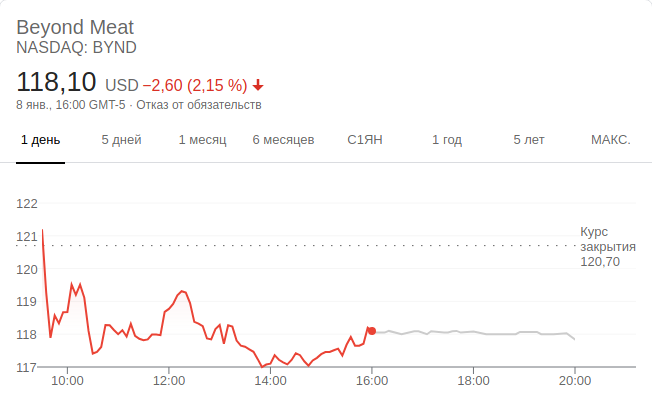 Beyond Meat
NASDAQ: BYND
118,10 USD −2,60 (2,15 %)
8 янв., 16:00 GMT-5 · Отказ от обязательств
1 день 5 дней 1 месяц 6 месяцев С1ЯН 1 год 5 лет МАКС.
122
121
120
119
118
117
Курс
закрытия
120,70
10:00 12:00 14:00 16:00 18:00 20:00